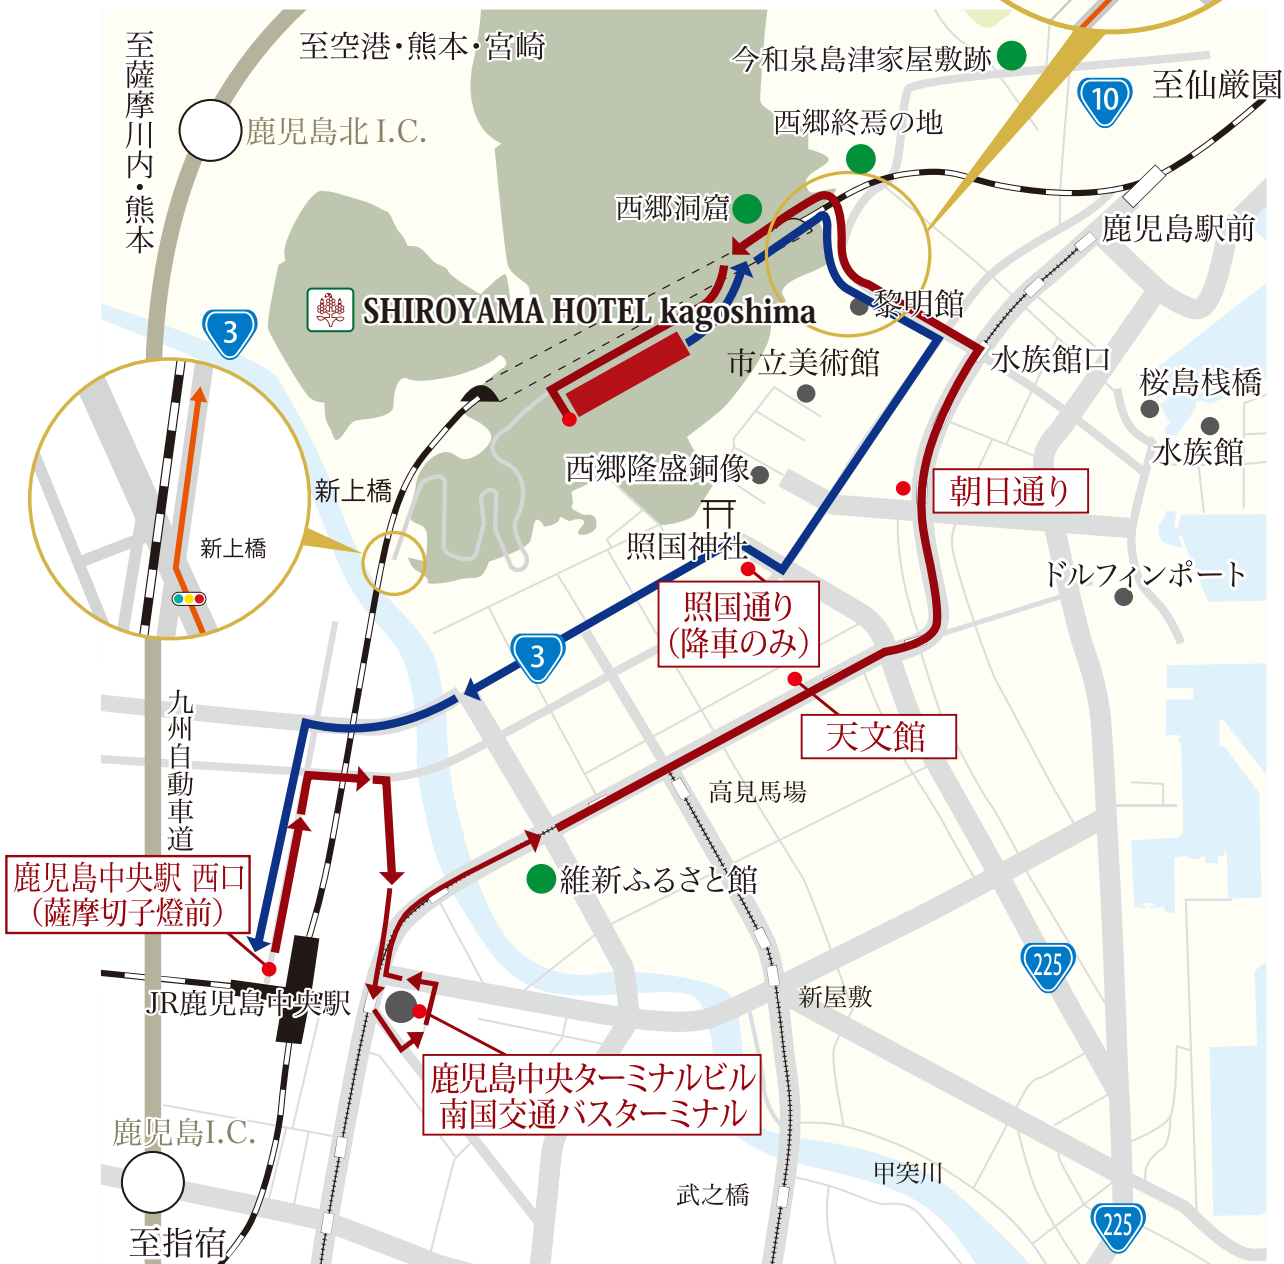 至薩摩川内・熊本
至空港・熊本・宮崎
今和泉島津家屋敷跡
10
至仙厳園
鹿児島北 I.C.
西郷終焉の地
西郷洞窟
鹿児島駅前
SHIROYAMA HOTEL kagoshima
黎明館
3
市立美術館
水族館口
桜島桟橋
水族館
西郷隆盛銅像
新上橋
朝日通り
新上橋
照国神社
ドルフィンポート
照国通り
（降車のみ）
3
九州自動車道
天文館
高見馬場
鹿児島中央駅 西口
（薩摩切子燈前）
維新ふるさと館
225
JR鹿児島中央駅
新屋敷
鹿児島中央ターミナルビル
南国交通バスターミナル
鹿児島I.C.
甲突川
武之橋
225
至指宿